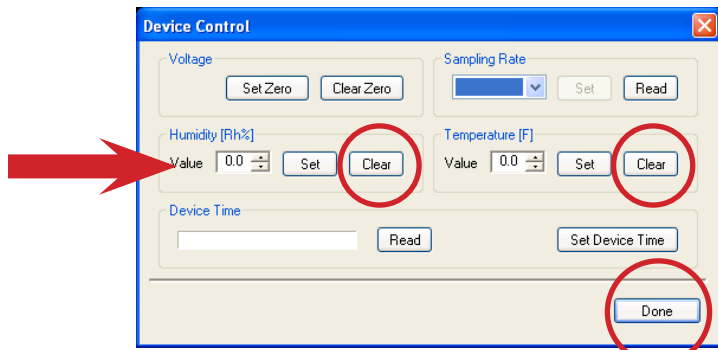 Device Control
Voltage
Set Zero Clear Zero
Sampling Rate
Set Read
Humidity [Rh%]
Value 0.0 Set Clear
Temperature [F]
Value 0.0 Set Clear
Device Time
Read Set Device Time
Done